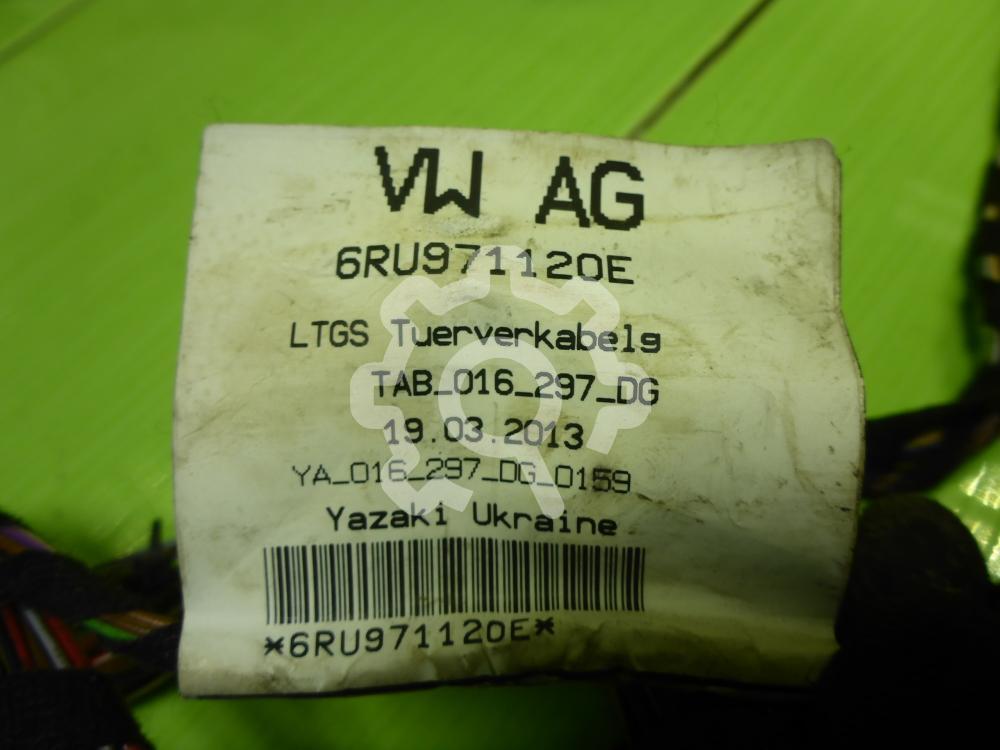 VW AG
6RU971120E
LTGS Tuerverkabelg
TAB_016_297_DG
19.03.2013
YA_016_297_DG_0159
Yazaki Ukraine
*6RU971120E*